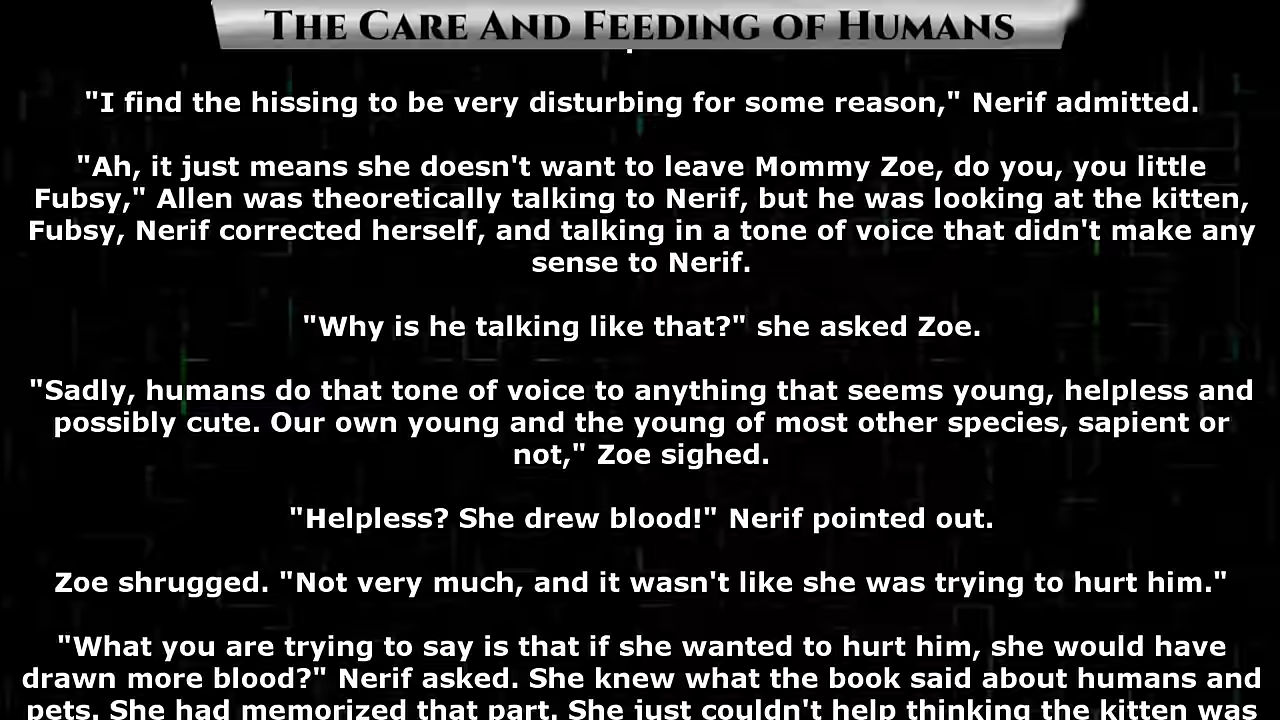 The Care And Feeding of Humans
"I find the hissing to be very disturbing for some reason," Nerif admitted.
"Ah, it just means she doesn't want to leave Mommy Zoe, do you, you little
Fubsy," Allen was theoretically talking to Nerif, but he was looking at the kitten,
Fubsy, Nerif corrected herself, and talking in a tone of voice that didn't make any
sense to Nerif.
"Why is he talking like that?" she asked Zoe.
"Sadly, humans do that tone of voice to anything that seems young, helpless and
possibly cute. Our own young and the young of most other species, sapient or
not," Zoe sighed.
"Helpless? She drew blood!" Nerif pointed out.
Zoe shrugged. "Not very much, and it wasn't like she was trying to hurt him."
"What you are trying to say is that if she wanted to hurt him, she would have
drawn more blood?" Nerif asked. She knew what the book said about humans and
pets. She had memorized that part. She just couldn't help thinking the kitten was